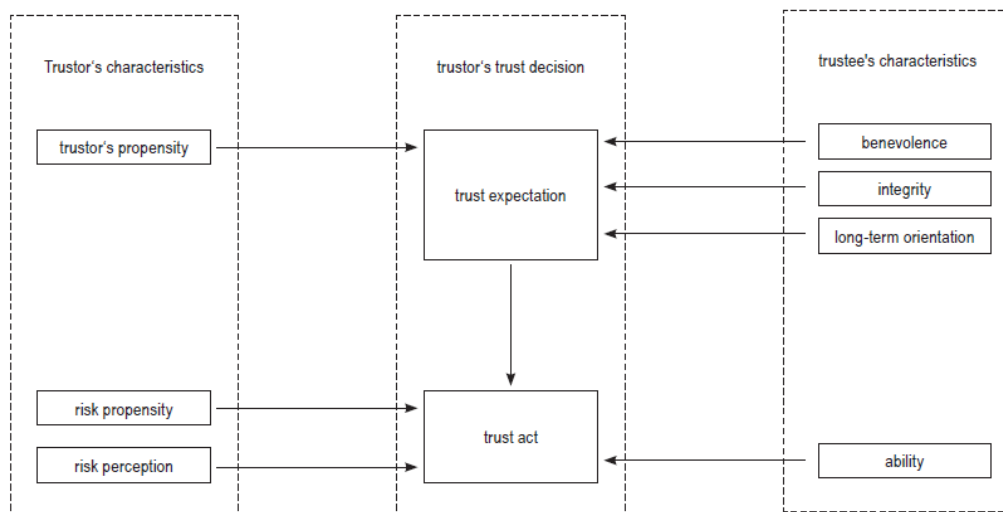 Trustor's characteristics
trustor's trust decision
trustee's characteristics
trustor's propensity
trust expectation
benevolence
integrity
long-term orientation
risk propensity
risk perception
trust act
ability